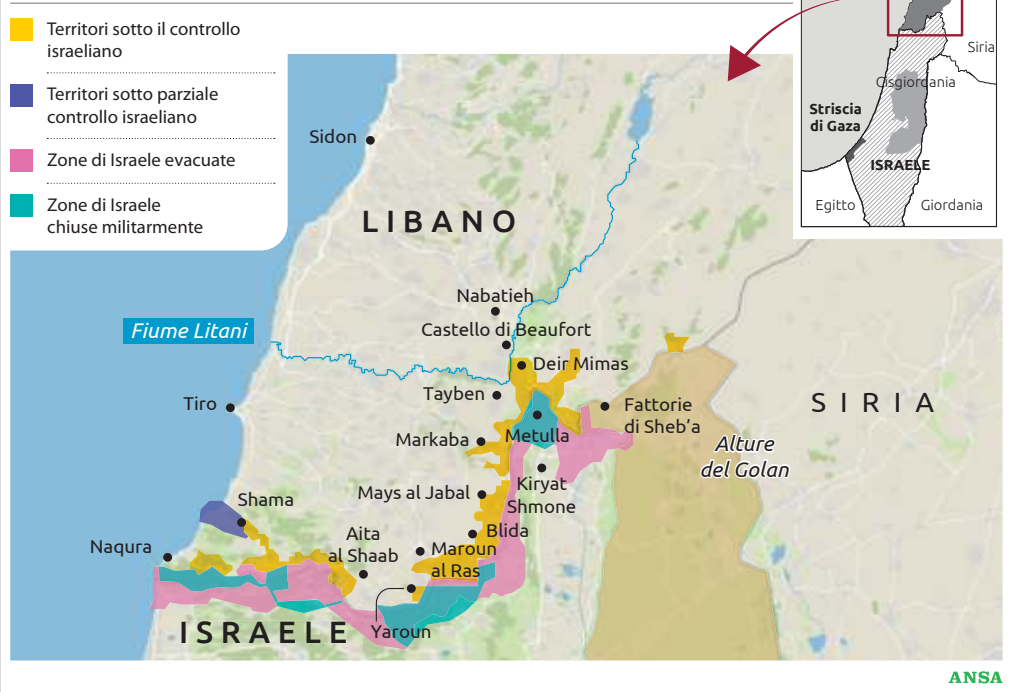 Territori sotto il controllo
israeliano
Territori sotto parziale
controllo israeliano
Zone di Israele evacuate
Zone di Israele
chiuse militarmente
Siria
Cisgiordania
Striscia
di Gaza
ISRAELE
Egitto
Giordania
Sidon
LIBANO
Nabatieh
Castello di Beaufort
Fiume Litani
Deir Mimas
Tayben
Tiro
Fattorie
di Sheb'a
SIRIA
Markaba
Metulla
Alture
del Golan
Kiryat
Shmone
Mays al Jabal
Shama
Blida
Aita
al Shaab
Maroun
al Ras
Naqura
ISRAELE
Yaroun
ANSA